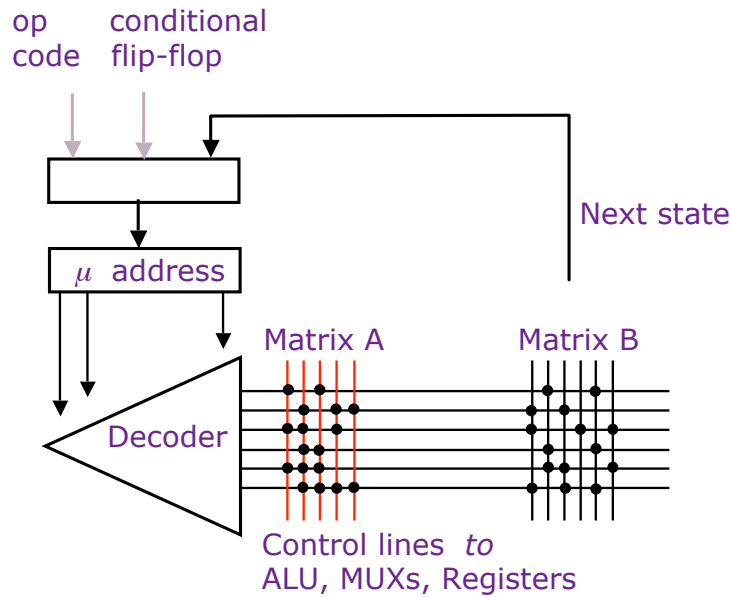 op
code
conditional
flip-flop
Next state
μ address
Matrix A
Matrix B
Decoder
Control lines to
ALU, MUXs, Registers